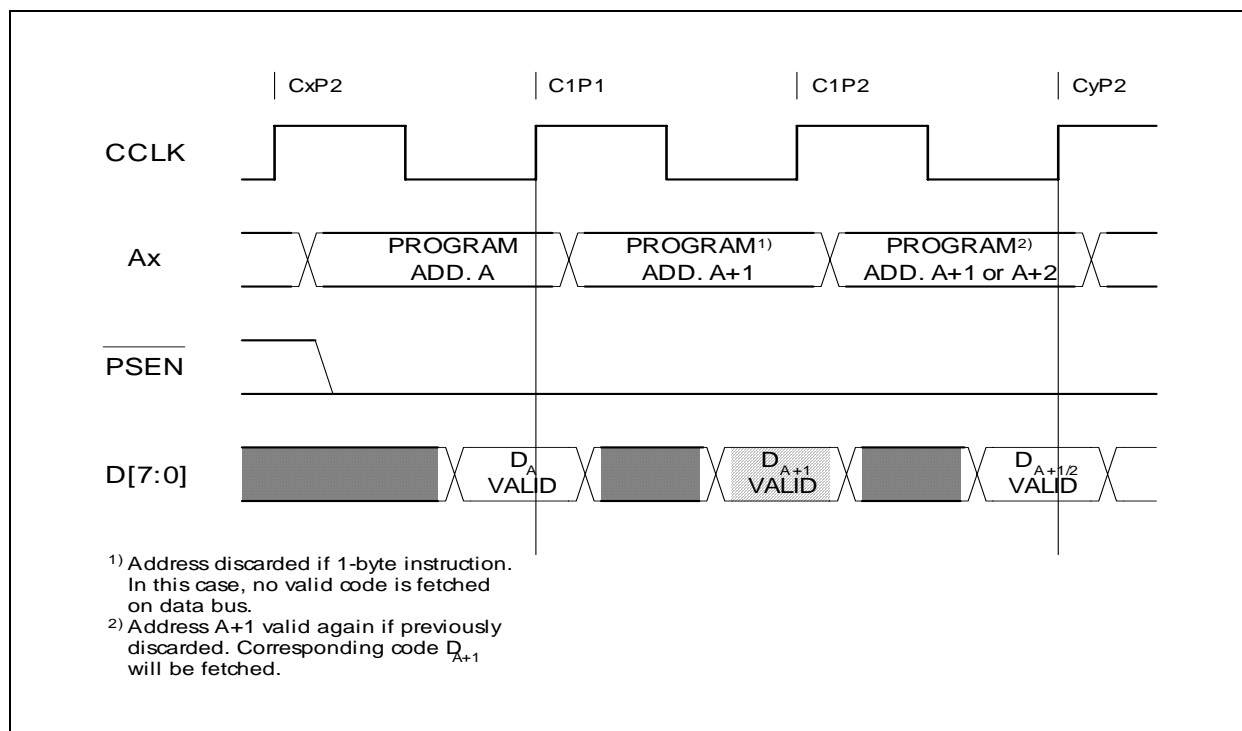 CxP2 C1P1 C1P2 CyP2
CCLK
Ax
PROGRAM
ADD. A
PROGRAM1)
ADD. A+1
PROGRAM2)
ADD. A+1 or A+2
PSEN
D[7:0]
DA
VALID
DA+1
VALID
DA+1/2
VALID
1) Address discarded if 1-byte instruction.
In this case, no valid code is fetched
on data bus.
2) Address A+1 valid again if previously
discarded. Corresponding code DA+1
will be fetched.